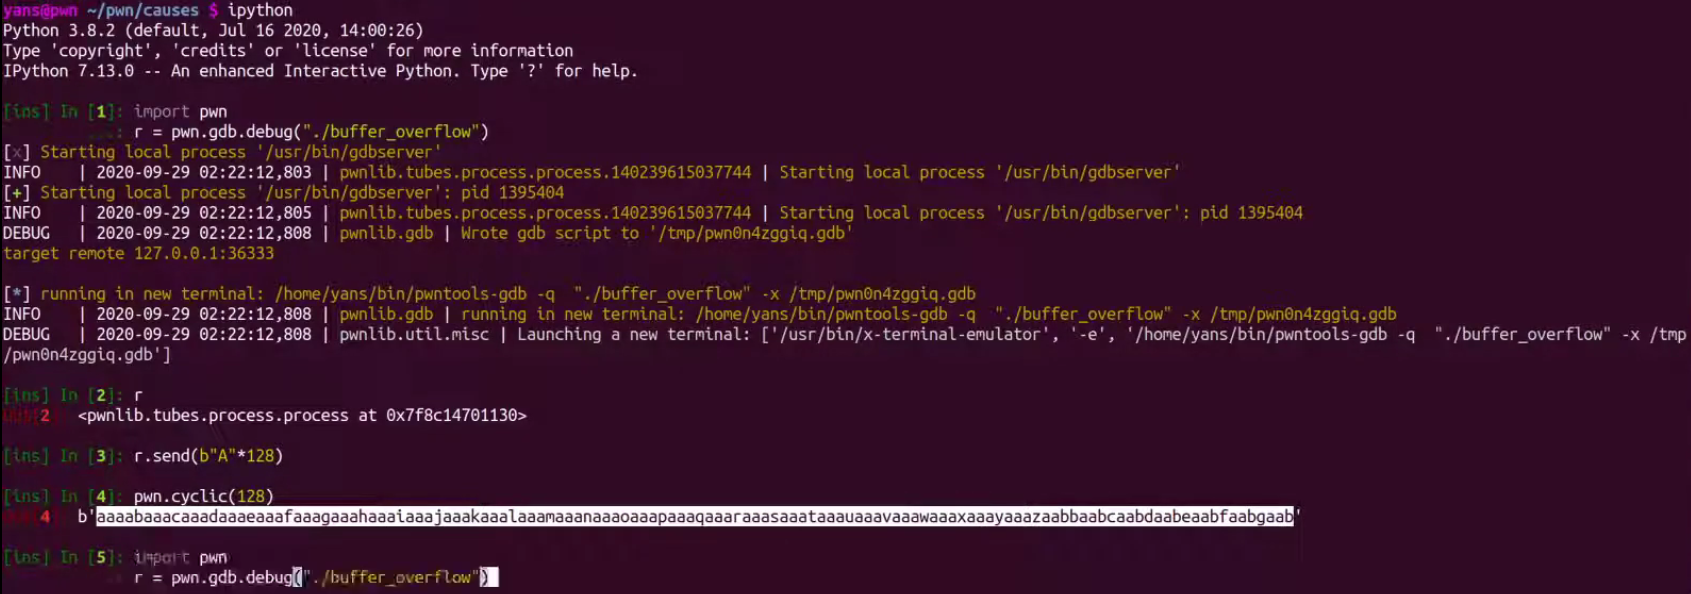 yans@pwn ~/pwn/causes $ ipython
Python 3.8.2 (default, Jul 16 2020, 14:00:26)
Type 'copyright', 'credits' or 'license' for more information
IPython 7.13.0 -- An enhanced Interactive Python. Type '?' for help.
[ins] In [1]: import pwn
...: r = pwn.gdb.debug("./buffer_overflow")
[x] Starting local process '/usr/bin/gdbserver'
INFO | 2020-09-29 02:22:12,803 | pwnlib.tubes.process.process.140239615037744 | Starting local process '/usr/bin/gdbserver'
[+] Starting local process '/usr/bin/gdbserver': pid 1395404
INFO | 2020-09-29 02:22:12,805 | pwnlib.tubes.process.process.140239615037744 | Starting local process '/usr/bin/gdbserver': pid 1395404
DEBUG | 2020-09-29 02:22:12,808 | pwnlib.gdb | Wrote gdb script to '/tmp/pwn0n4zggiq.gdb'
target remote 127.0.0.1:36333
[*] running in new terminal: /home/yans/bin/pwntools-gdb -q "./buffer_overflow" -x /tmp/pwn0n4zggiq.gdb
INFO | 2020-09-29 02:22:12,808 | pwnlib.gdb | running in new terminal: /home/yans/bin/pwntools-gdb -q "./buffer_overflow" -x /tmp/pwn0n4zggiq.gdb
DEBUG | 2020-09-29 02:22:12,808 | pwnlib.util.misc | Launching a new terminal: ['/usr/bin/x-terminal-emulator', '-e', '/home/yans/bin/pwntools-gdb -q "./buffer_overflow" -x /tmp
/pwn0n4zggiq.gdb']
[ins] In [2]: r
Out[2]: <pwnlib.tubes.process.process at 0x7f8c14701130>
[ins] In [3]: r.send(b"A"*128)
[ins] In [4]: pwn.cyclic(128)
Out[4]: b'aaaabaaacaaadaaaeaaafaaagaaahaaaiaaajaaakaaalaaamaaanaaaoaaapaaaqaaaraaasaaataaauaaavaaawaaaxaaayaaazaabbaabcaabdaabeaabfaabgaab'
[ins] In [5]: import pwn
r = pwn.gdb.debug("./buffer_overflow")